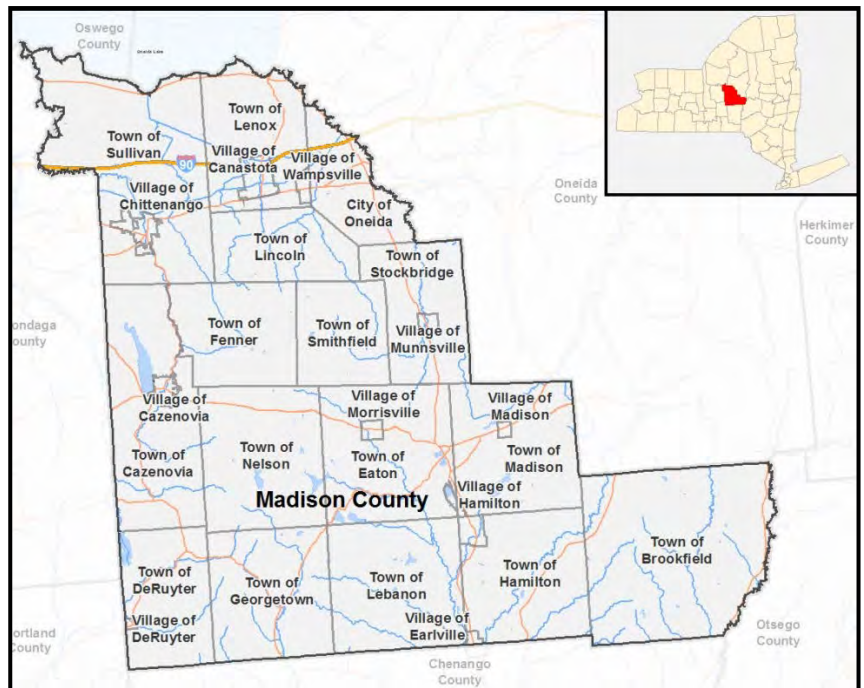 Oswego
County
Oneida Lake
Town of
Lenox
Town of
Sullivan
90
Village of
Canastota
Village of
Wampsville
Village of
Chittenango
City of
Oneida
Oneida
County
Herkimer
County
Town of
Lincoln
Town of
Stockbridge
ondaga
ounty
Town of
Fenner
Town of
Smithfield
Village of
Munnsville
Village of
Cazenovia
Village of
Morrisville
Village of
Madison
Town of
Cazenovia
Town of
Nelson
Town of
Eaton
Town of
Madison
Madison County
Village of
Hamilton
Town of
DeRuyter
Town of
Georgetown
Town of
Lebanon
Town of
Hamilton
Town of
Brookfield
Village of
DeRuyter
Village of
Earlville
Otsego
County
ortland
County
Chenango
County